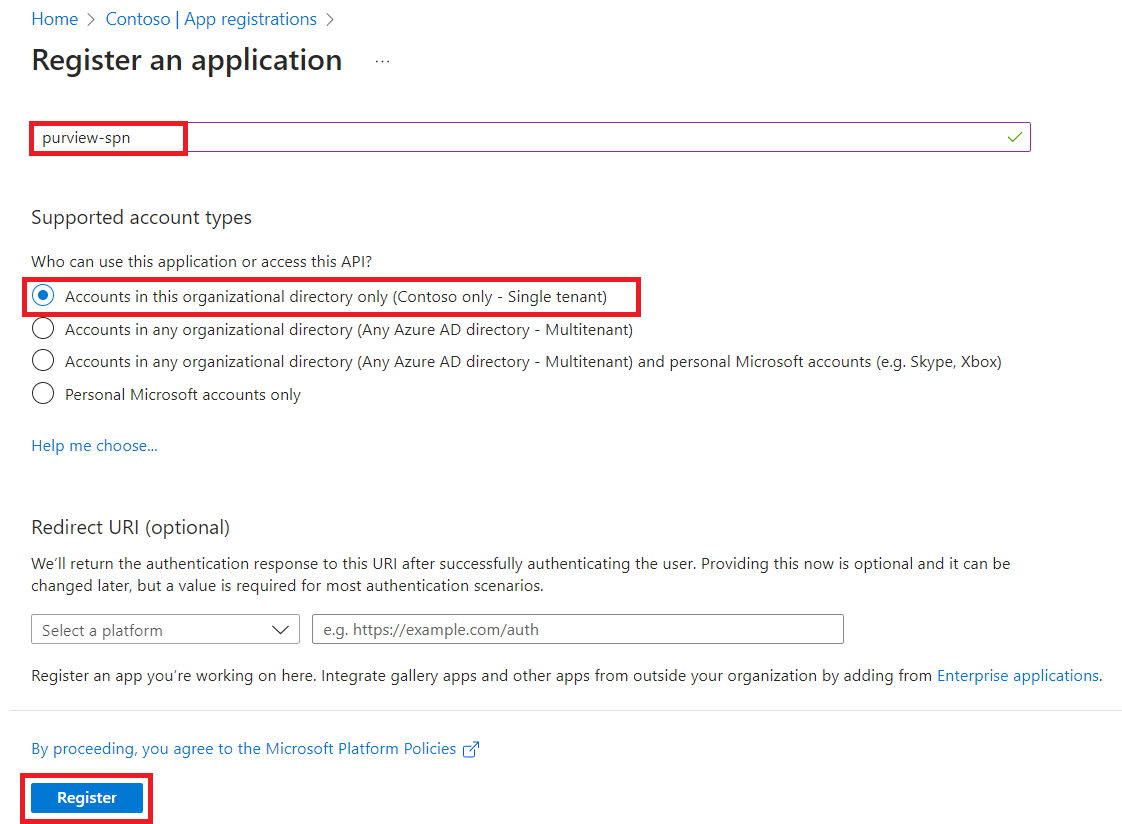 Home > Contoso | App registrations >
Register an application ...
purview-spn
Supported account types
Who can use this application or access this API?
Accounts in this organizational directory only (Contoso only - Single tenant)
Accounts in any organizational directory (Any Azure AD directory - Multitenant)
Accounts in any organizational directory (Any Azure AD directory - Multitenant) and personal Microsoft accounts (e.g. Skype, Xbox)
Personal Microsoft accounts only
Help me choose...
Redirect URI (optional)
We'll return the authentication response to this URI after successfully authenticating the user. Providing this now is optional and it can be
changed later, but a value is required for most authentication scenarios.
Select a platform e.g. https://example.com/auth
Register an app you're working on here. Integrate gallery apps and other apps from outside your organization by adding from Enterprise applications.
By proceeding, you agree to the Microsoft Platform Policies
Register